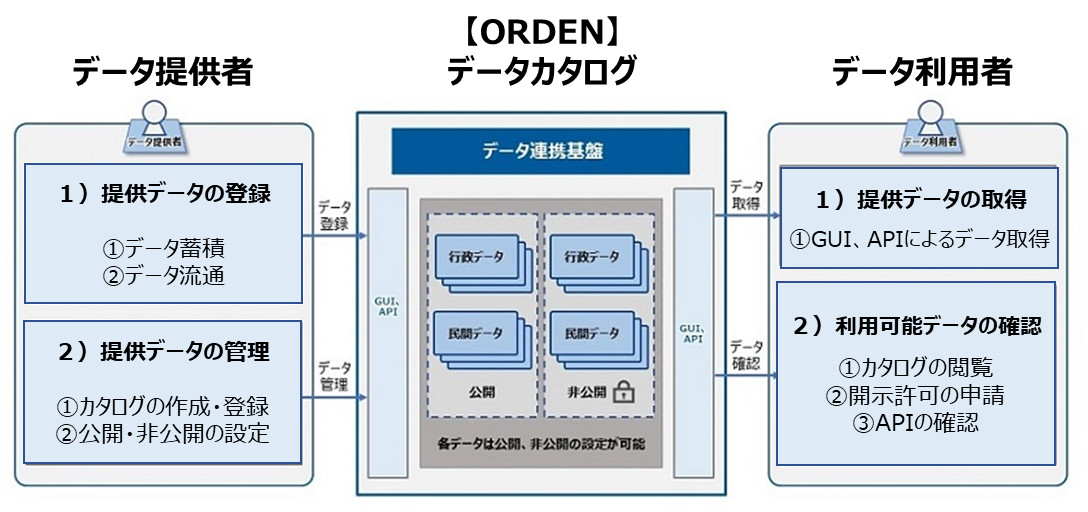 データ提供者
【ORDEN】
データカタログ
データ利用者
データ提供者
1）提供データの登録
①データ蓄積
②データ流通
2）提供データの管理
①カタログの作成・登録
②公開・非公開の設定
データ
登録
データ
管理
データ連携基盤
GUI、
API
行政データ
行政データ
民間データ
民間データ
公開
非公開
各データは公開、非公開の設定が可能
GUI、
API
データ
取得
データ
確認
データ利用者
1）提供データの取得
①GUI、APIによるデータ取得
2）利用可能データの確認
①カタログの閲覧
②開示許可の申請
③APIの確認